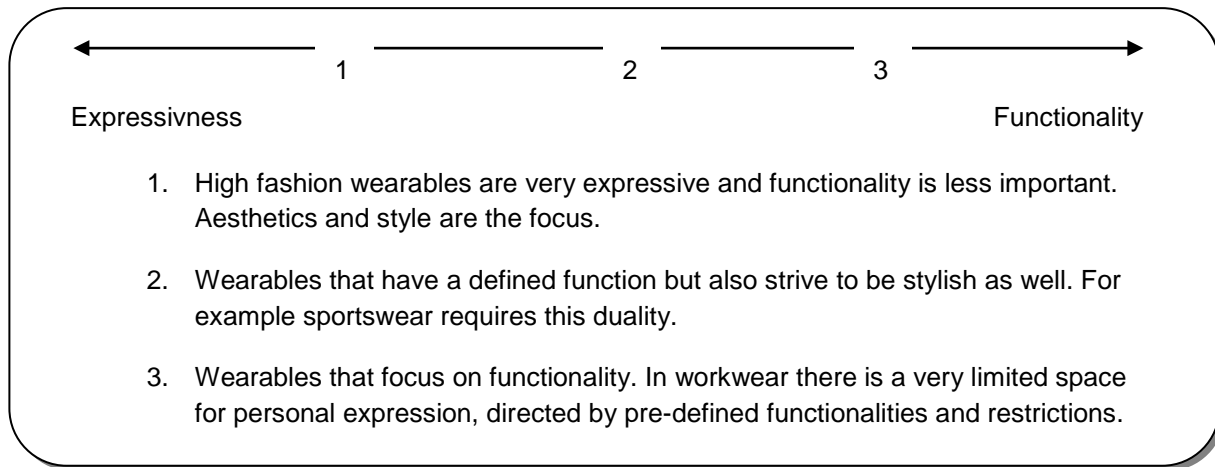 1 2 3
Expressivness Functionality
1. High fashion wearables are very expressive and functionality is less important.
Aesthetics and style are the focus.
2. Wearables that have a defined function but also strive to be stylish as well. For
example sportswear requires this duality.
3. Wearables that focus on functionality. In workwear there is a very limited space
for personal expression, directed by pre-defined functionalities and restrictions.